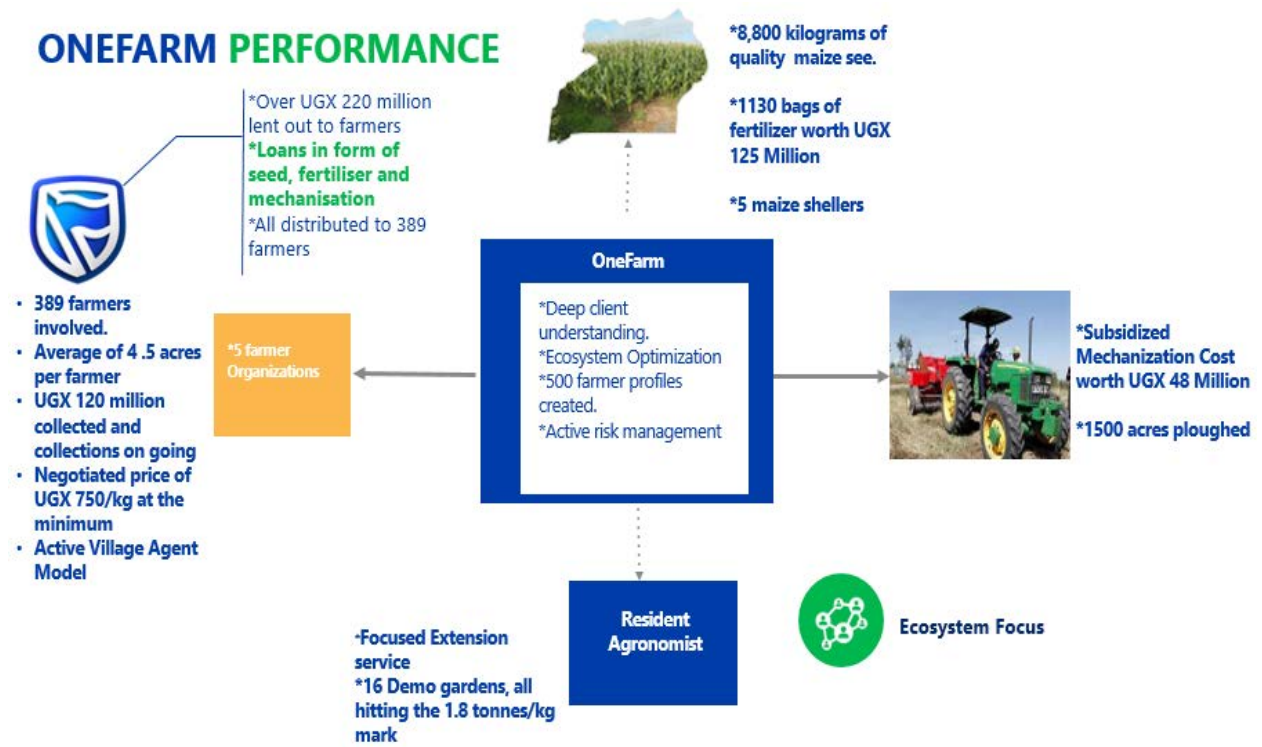 ONEFARM PERFORMANCE
*Over UGX 220 million
lent out to farmers
*Loans in form of
seed, fertiliser and
mechanisation
*All distributed to 389
farmers
*8,800 kilograms of
quality maize see.
*1130 bags of
fertilizer worth UGX
125 Million
*5 maize shellers
• 389 farmers
involved.
• Average of 4 .5 acres
per farmer
• UGX 120 million
collected and
collections on going
• Negotiated price of
UGX 750/kg at the
minimum
• Active Village Agent
Model
*5 farmer
Organizations
OneFarm
*Deep client
understanding.
*Ecosystem Optimization
*500 farmer profiles
created.
*Active risk management
*Subsidized
Mechanization Cost
worth UGX 48 Million
*1500 acres ploughed
Resident
Agronomist
*Focused Extension
service
*16 Demo gardens, all
hitting the 1.8 tonnes/kg
mark
Ecosystem Focus